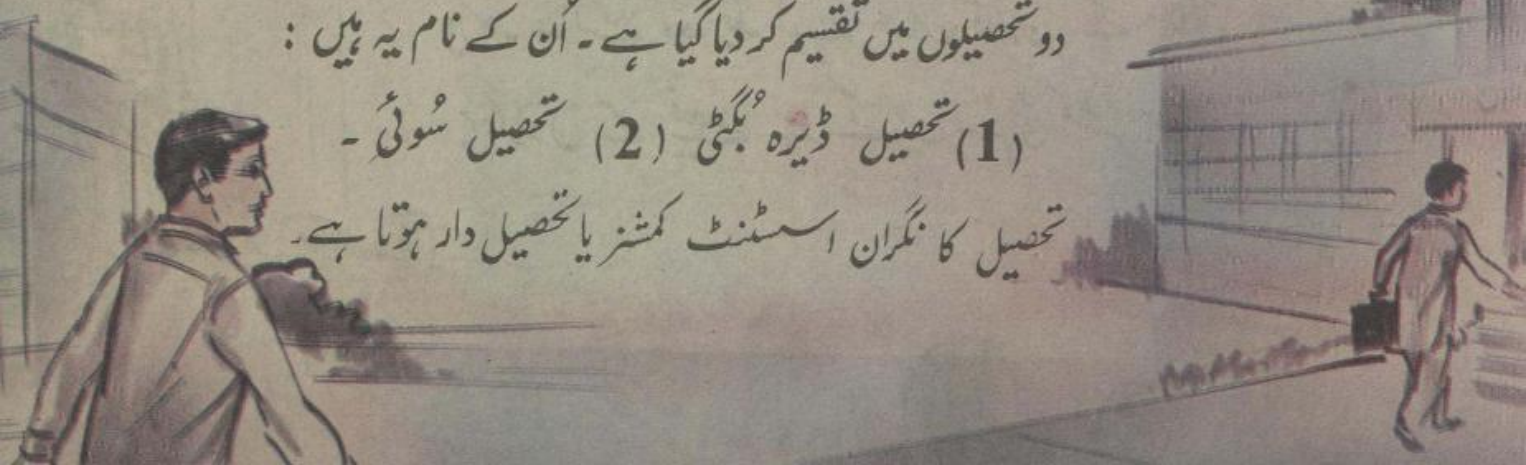 دو تحصیلوں میں تقسیم کر دیا گیا ہے۔ اُن کے نام یہ ہیں :
(1) تحصیل ڈیرہ بُگٹی (2) تحصیل سُوئی ۔
تحصیل کا نگران اسسٹنٹ کمشنر یا تحصیل دار ہوتا ہے۔